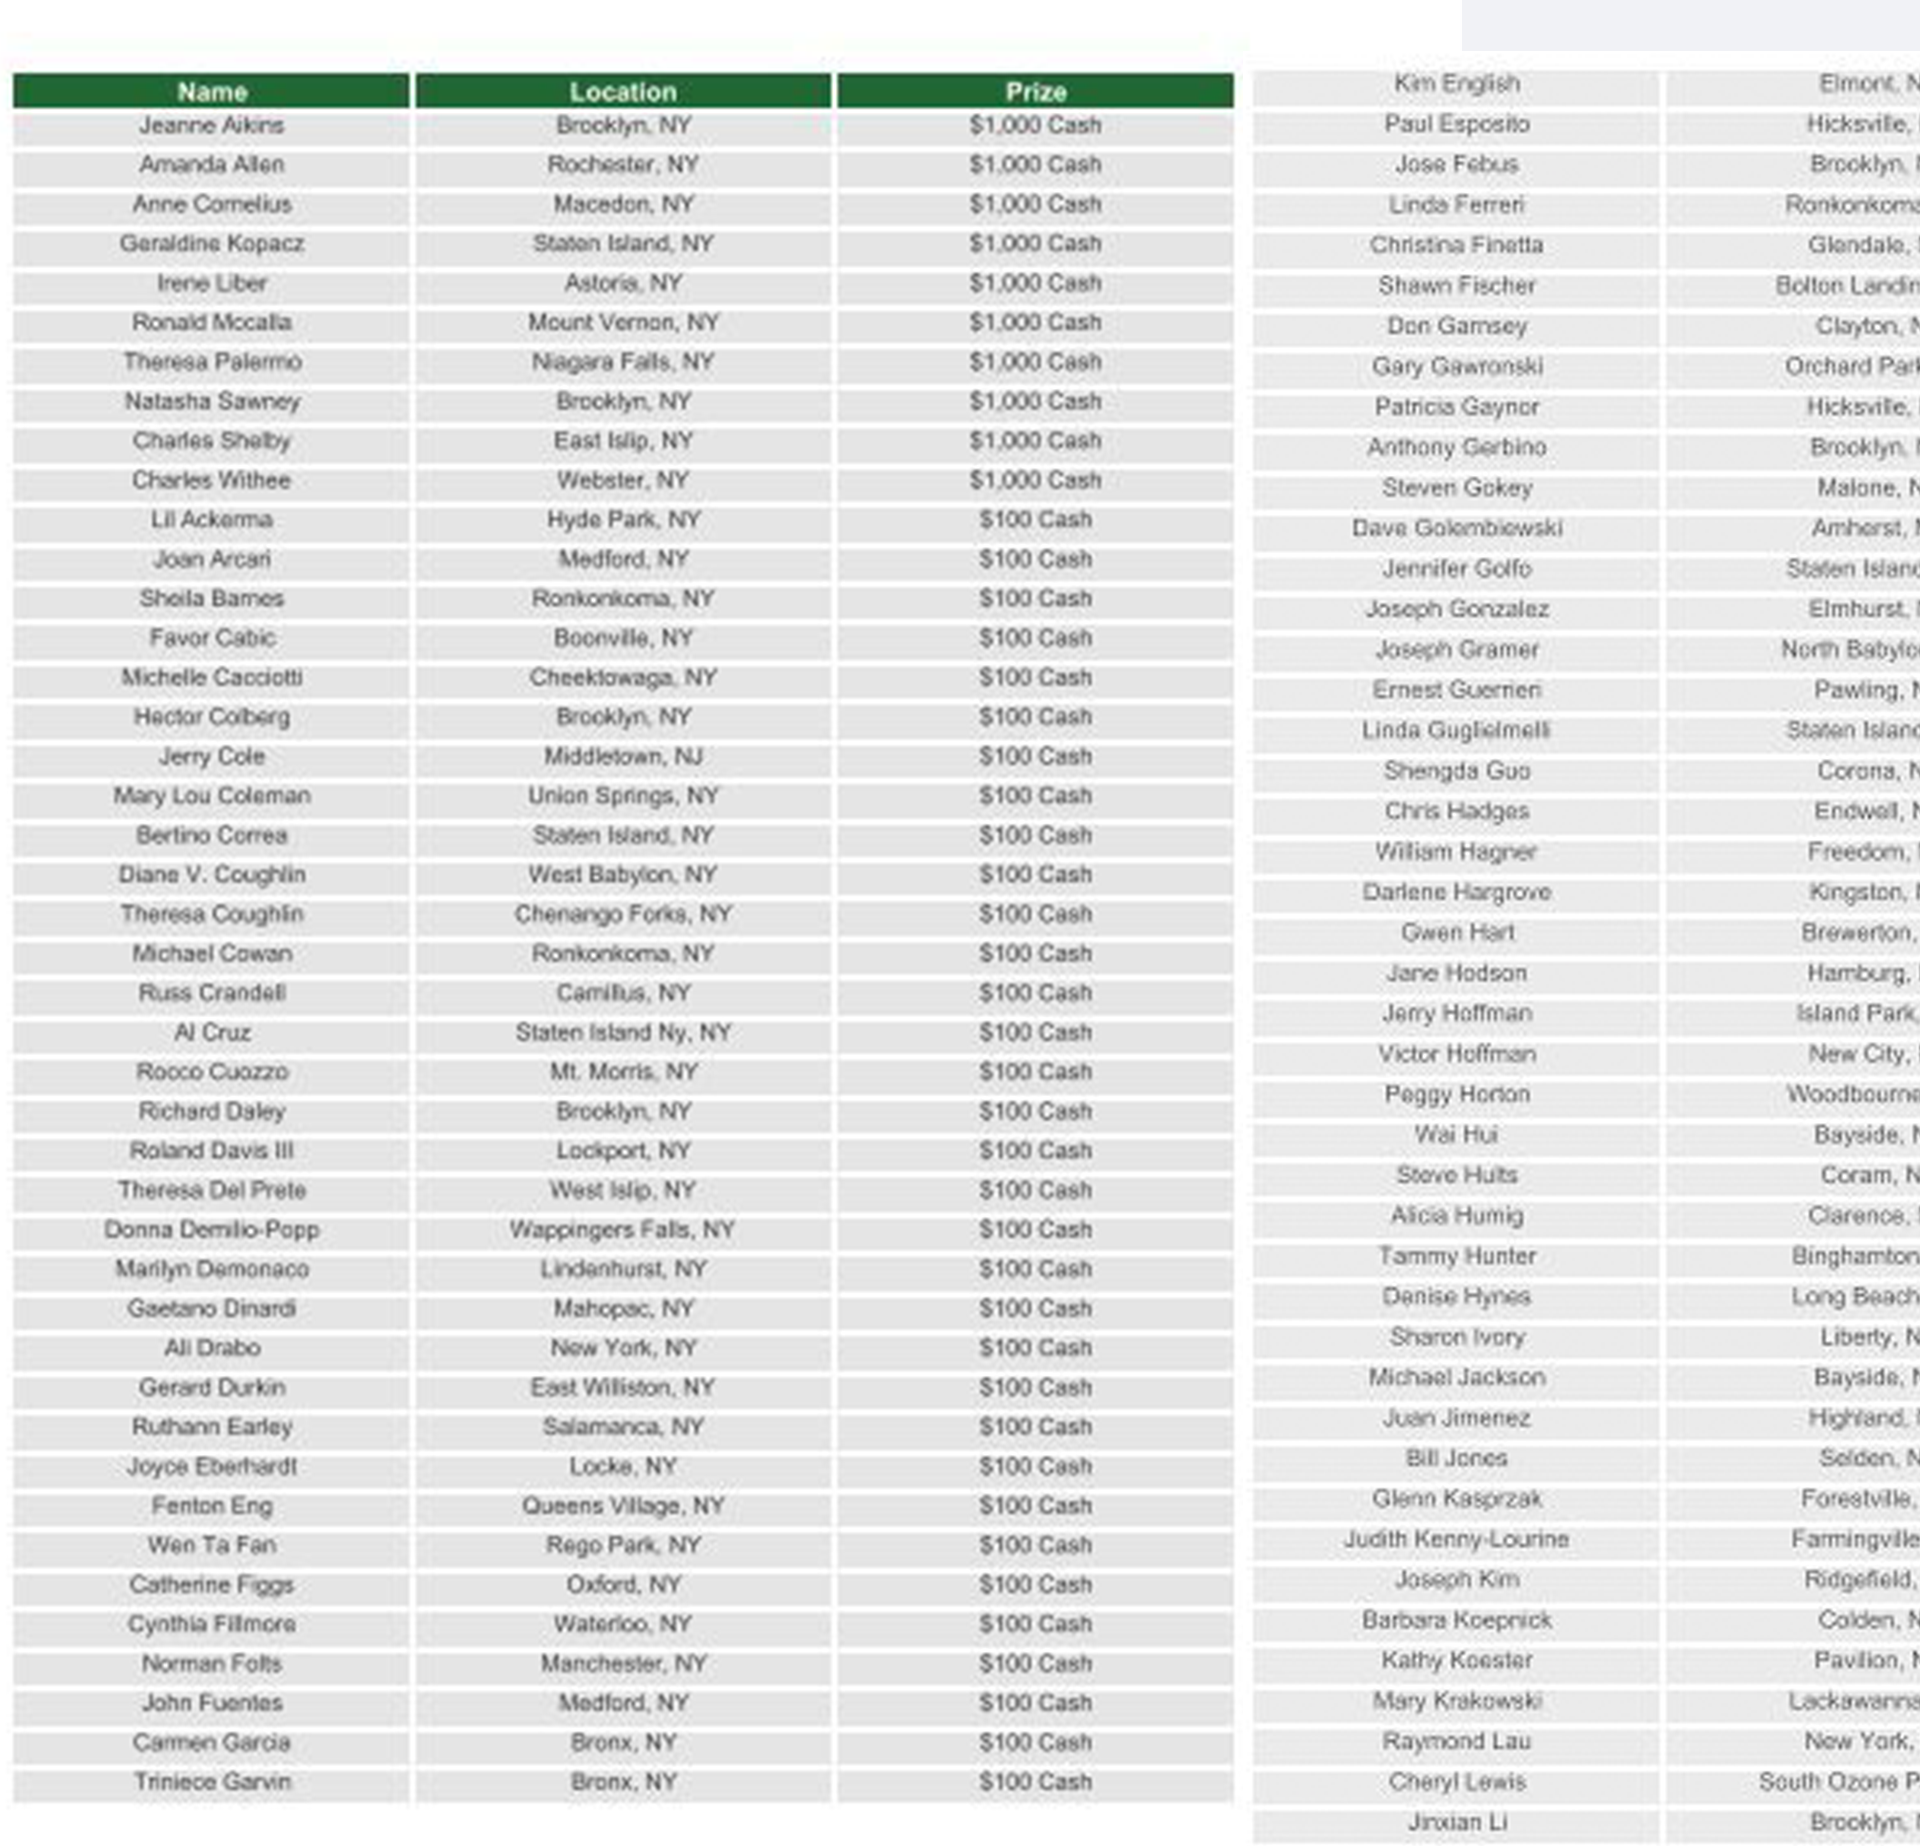 Name Location Prize
Jeanne Aikins Brooklyn, NY $1,000 Cash
Amanda Allen Rochester, NY $1,000 Cash
Anne Cornelius Macedon, NY $1,000 Cash
Geraldine Kopacz Staten Island, NY $1,000 Cash
Irene Liber Astoria, NY $1,000 Cash
Ronald Mccalla Mount Vernon, NY $1,000 Cash
Theresa Palermo Niagara Falls, NY $1,000 Cash
Natasha Sawney Brooklyn, NY $1,000 Cash
Charles Shelby East Islip, NY $1,000 Cash
Charles Withee Webster, NY $1,000 Cash
Lil Ackerma Hyde Park, NY $100 Cash
Joan Arcari Medford, NY $100 Cash
Sheila Barnes Ronkonkoma, NY $100 Cash
Favor Cabic Boonville, NY $100 Cash
Michelle Cacciotti Cheektowaga, NY $100 Cash
Hector Colberg Brooklyn, NY $100 Cash
Jerry Cole Middletown, NJ $100 Cash
Mary Lou Coleman Union Springs, NY $100 Cash
Bertino Correa Staten Island, NY $100 Cash
Diane V. Coughlin West Babylon, NY $100 Cash
Theresa Coughlin Chenango Forks, NY $100 Cash
Michael Cowan Ronkonkoma, NY $100 Cash
Russ Crandell Camillus, NY $100 Cash
Al Cruz Staten Island Ny, NY $100 Cash
Rocco Cuozzo Mt. Morris, NY $100 Cash
Richard Daley Brooklyn, NY $100 Cash
Roland Davis III Lockport, NY $100 Cash
Theresa Del Prete West Islip, NY $100 Cash
Donna Demilio-Popp Wappingers Falls, NY $100 Cash
Marilyn Demonaco Lindenhurst, NY $100 Cash
Gaetano Dinardi Mahopac, NY $100 Cash
Ali Drabo New York, NY $100 Cash
Gerard Durkin East Williston, NY $100 Cash
Ruthann Earley Salamanca, NY $100 Cash
Joyce Eberhardt Locke, NY $100 Cash
Fenton Eng Queens Village, NY $100 Cash
Wen Ta Fan Rego Park, NY $100 Cash
Catherine Figgs Oxford, NY $100 Cash
Cynthia Fillmore Waterloo, NY $100 Cash
Norman Folts Manchester, NY $100 Cash
John Fuentes Medford, NY $100 Cash
Carmen Garcia Bronx, NY $100 Cash
Triniece Garvin Bronx, NY $100 Cash
Kim English Elmont, N
Paul Esposito Hicksville,
Jose Febus Brooklyn,
Linda Ferreri Ronkonkoma
Christina Finetta Glendale,
Shawn Fischer Bolton Landin
Don Garnsey Clayton, N
Gary Gawronski Orchard Park
Patricia Gaynor Hicksville,
Anthony Gerbino Brooklyn,
Steven Gokey Malone, N
Dave Golembiewski Amherst,
Jennifer Golfo Staten Island
Joseph Gonzalez Elmhurst,
Joseph Gramer North Babylo
Ernest Guerrieri Pawling, N
Linda Guglielmelli Staten Island
Shengda Guo Corona, N
Chris Hadges Endwell, N
William Hagner Freedom,
Darlene Hargrove Kingston,
Gwen Hart Brewerton,
Jane Hodson Hamburg,
Jerry Hoffman Island Park,
Victor Hoffman New City,
Peggy Horton Woodbourne
Wai Hui Bayside, N
Steve Hults Coram, N
Alicia Humig Clarence,
Tammy Hunter Binghamton
Denise Hynes Long Beach
Sharon Ivory Liberty, N
Michael Jackson Bayside, N
Juan Jimenez Highland,
Bill Jones Selden, N
Glenn Kasprzak Forestville,
Judith Kenny-Lourine Farmingville
Joseph Kim Ridgefield,
Barbara Koepnick Colden, N
Kathy Koester Pavilion, N
Mary Krakowski Lackawanna
Raymond Lau New York,
Cheryl Lewis South Ozone P
Jinxian Li Brooklyn,